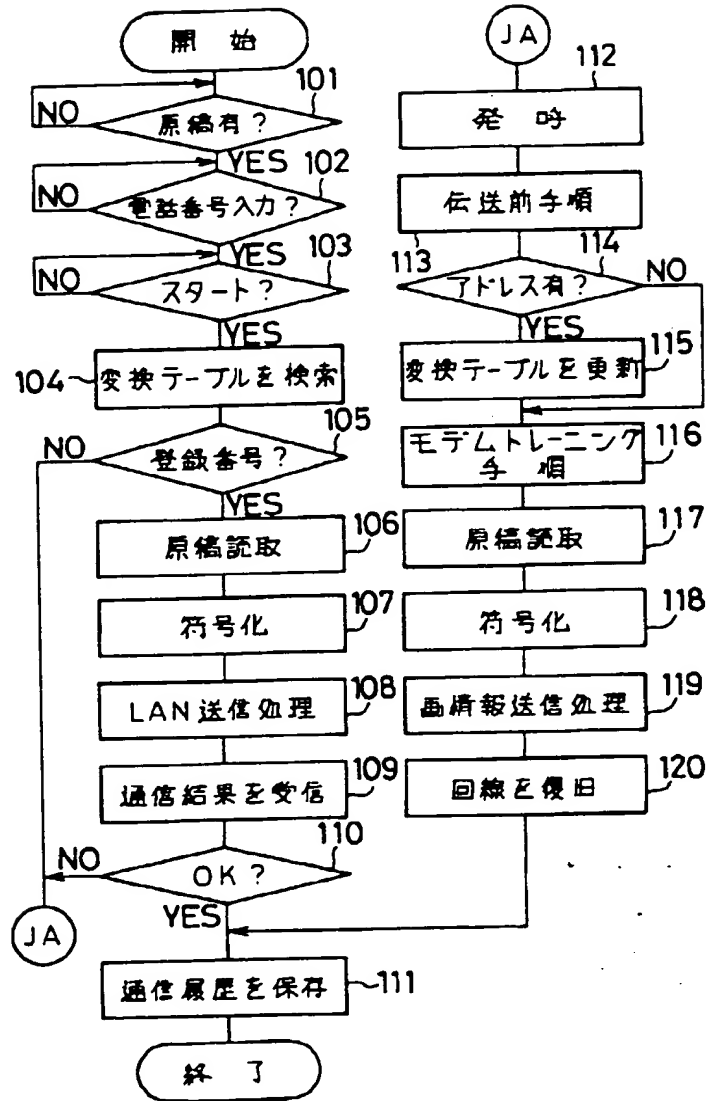 開始
101
NO
原稿有?
YES
102
NO
電話番号入力?
YES
103
NO
スタート?
YES
104
変換テーブルを検索
105
NO
登録番号?
YES
原稿読取
106
符号化
107
LAN送信処理
108
通信結果を受信
109
110
NO
OK?
YES
JA
通信履歴を保存
111
終了
JA
112
発呼
伝送前手順
113
114
アドレス有?
NO
YES
変換テーブルを更新
115
モデムトレーニング
手順
116
原稿読取
117
符号化
118
画情報送信処理
119
回線を復旧
120